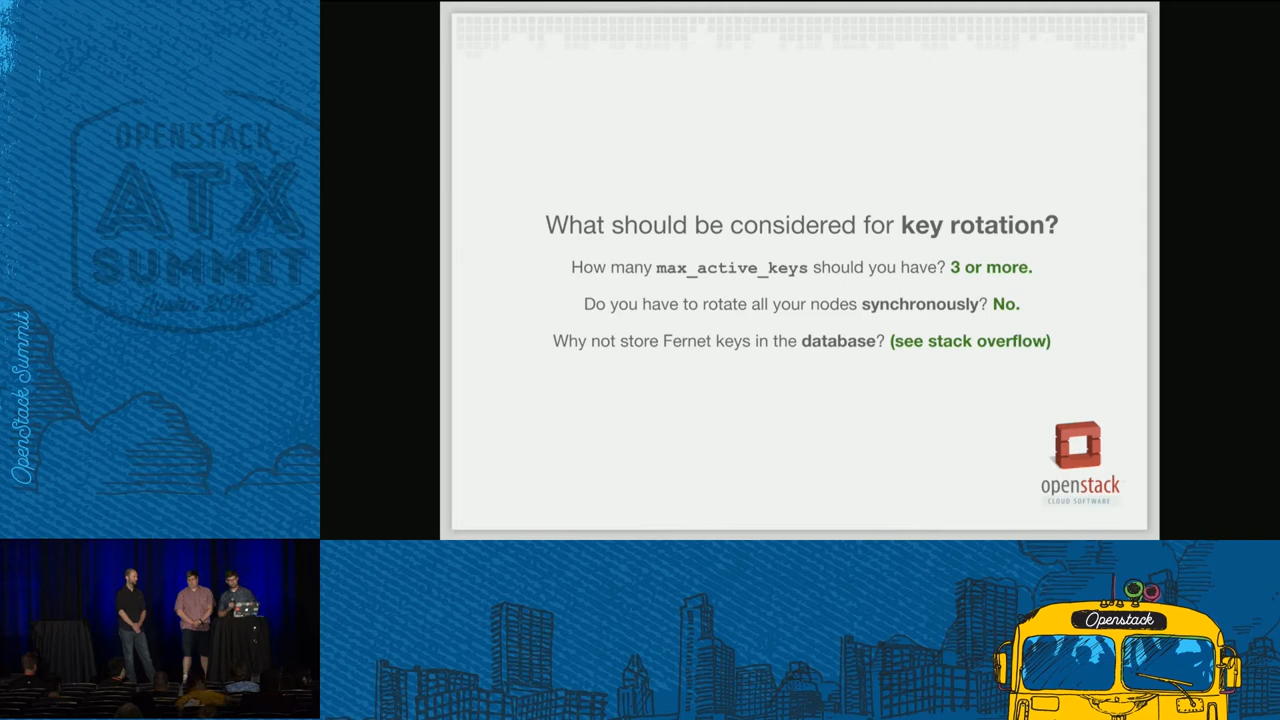 OPENSTACK
ATX
SUMMIT
Austin 2016
OpenStack Summit
What should be considered for key rotation?
How many max_active_keys should you have? 3 or more.
Do you have to rotate all your nodes synchronously? No.
Why not store Fernet keys in the database? (see stack overflow)
openstack
CLOUD SOFTWARE
Openstack